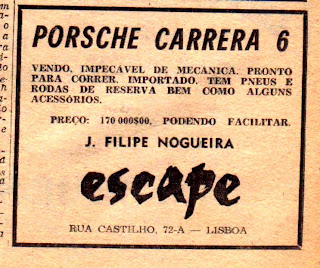 PORSCHE CARRERA 6
VENDO, IMPECÁVEL DE MECANICA. PRONTO
PARA CORRER. IMPORTADO. TEM PNEUS E
RODAS DE RESERVA BEM COMO ALGUNS
ACESSÓRIOS.
PREÇO: 170 000$00, PODENDO FACILITAR.
J. FILIPE NOGUEIRA
escape
RUA CASTILHO, 72-A — LISBOA